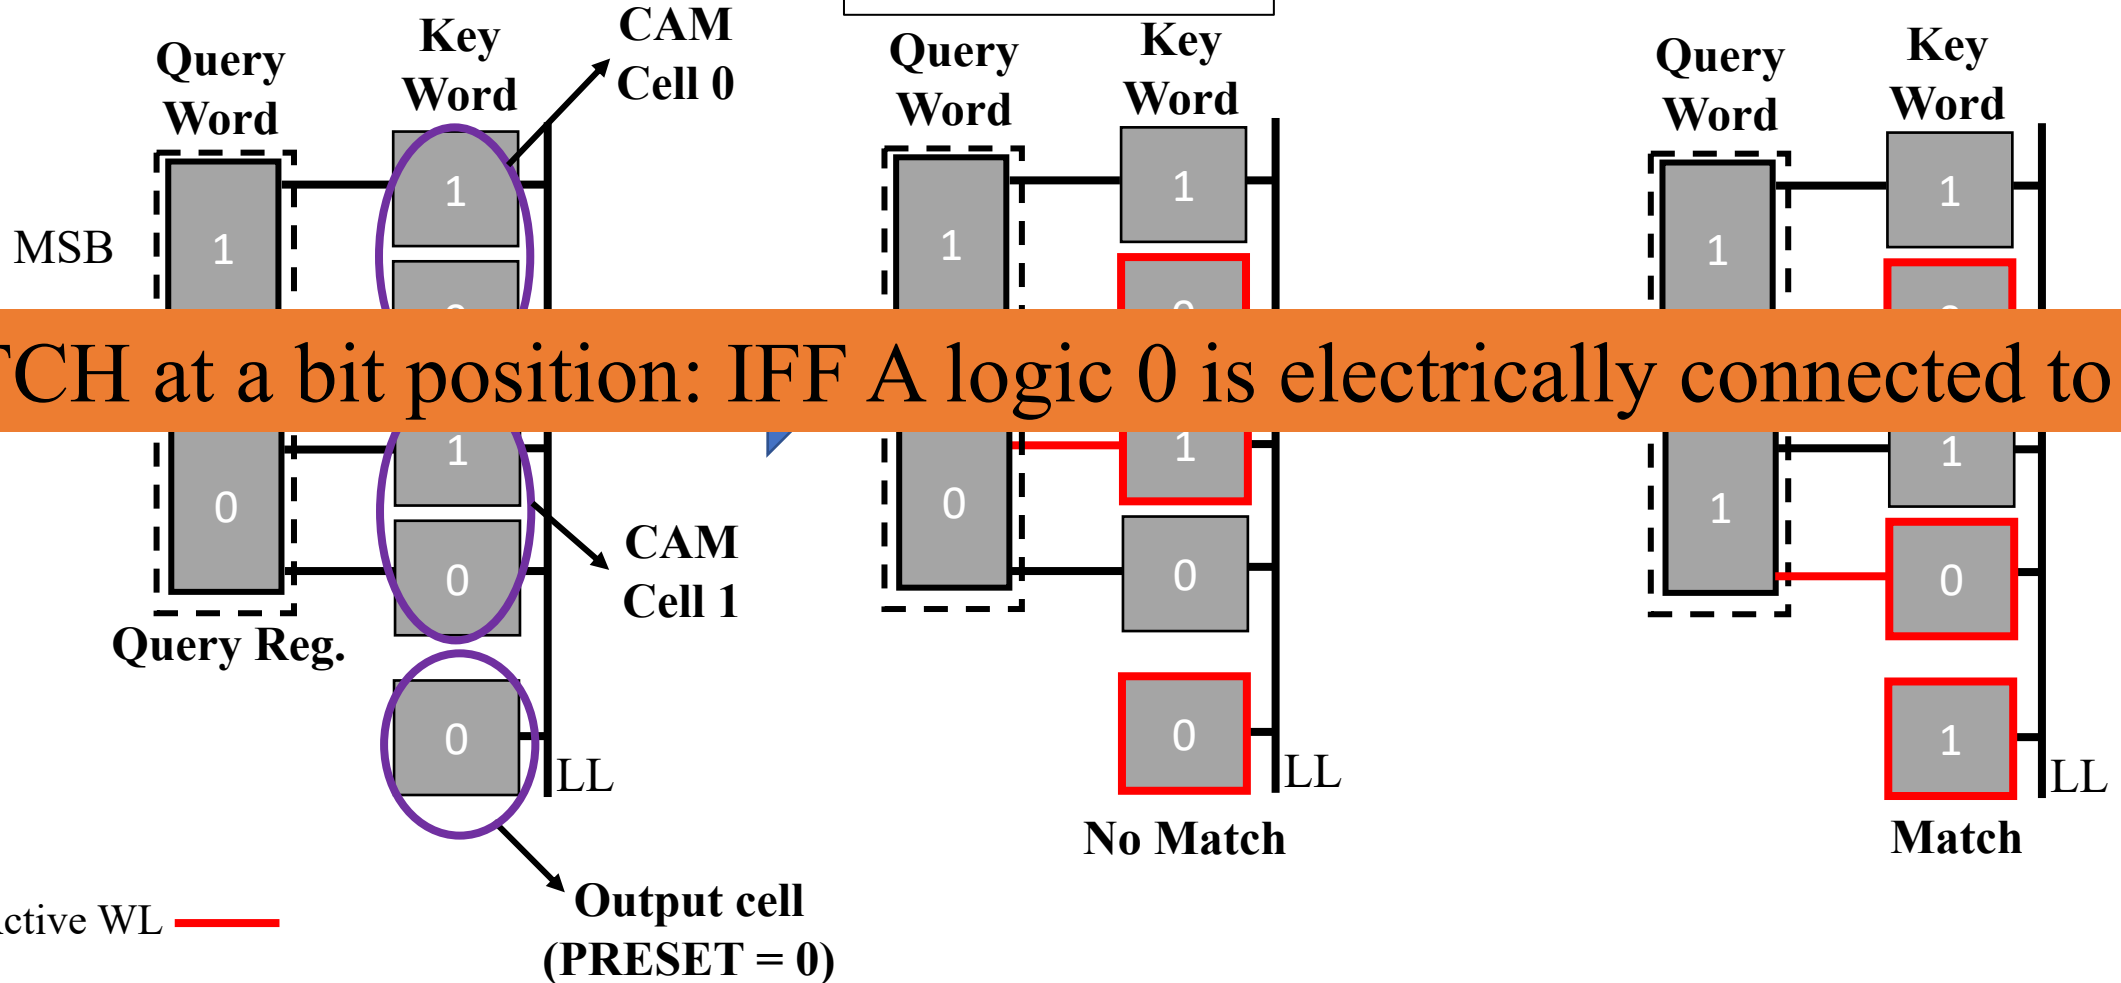 Query
Word
Key
Word
CAM
Cell 0
MSB
1
1
0
1
0
CAM
Cell 1
Query Reg.
0
LL
Output cell
(PRESET = 0)
Query
Word
Key
Word
1
1
0
1
0
0
LL
No Match
Query
Word
Key
Word
1
1
1
1
0
1
LL
Match
TCH at a bit position: IFF A logic 0 is electrically connected to
ctive WL